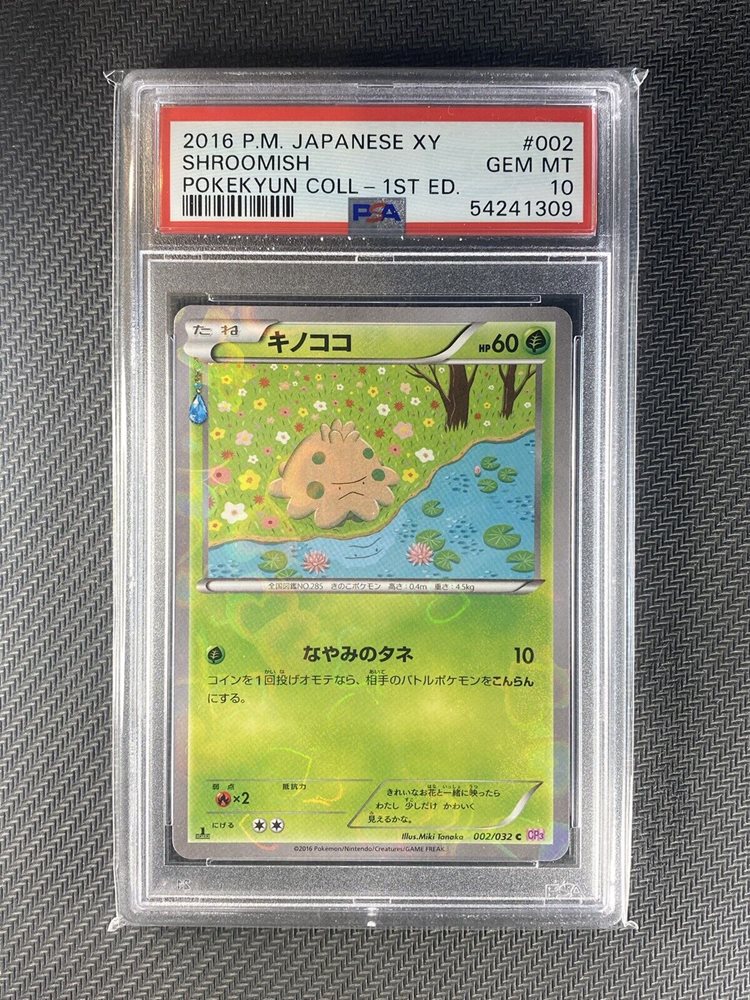 2016 P.M. JAPANESE XY #002
SHROOMISH GEM MT
POKEKYUN COLL - 1ST ED. 10
PSA 54241309
たね キノココ HP60
全国図鑑NO.285 きのこポケモン 高さ:0.4m 重さ:4.5kg
なやみのタネ 10
コインを1回投げオモテなら、相手のバトルポケモンをこんらん
にする。
弱点 抵抗力
×2
きれいなお花と一緒に映ったら
わたし 少しだけ かわいく
見えるかな。
にげる
Illus.Miki Tanaka 002/032 C CP3
©2016 Pokémon/Nintendo/Creatures/GAME FREAK.